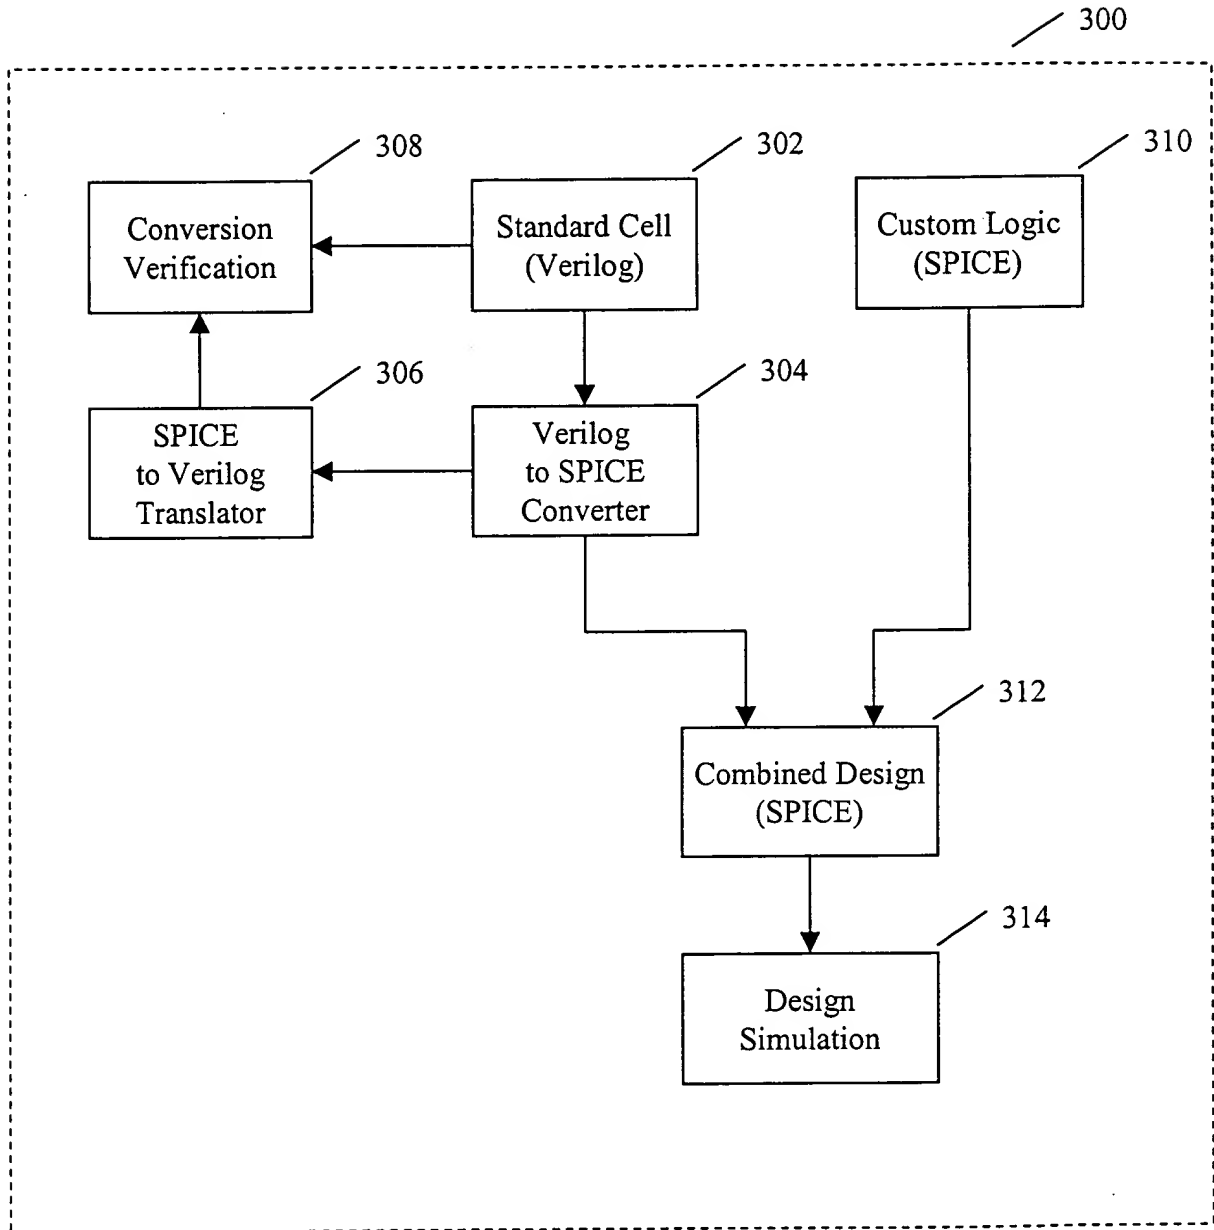 300
308
302
310
Conversion
Verification
Standard Cell
(Verilog)
Custom Logic
(SPICE)
306
304
SPICE
to Verilog
Translator
Verilog
to SPICE
Converter
312
Combined Design
(SPICE)
314
Design
Simulation